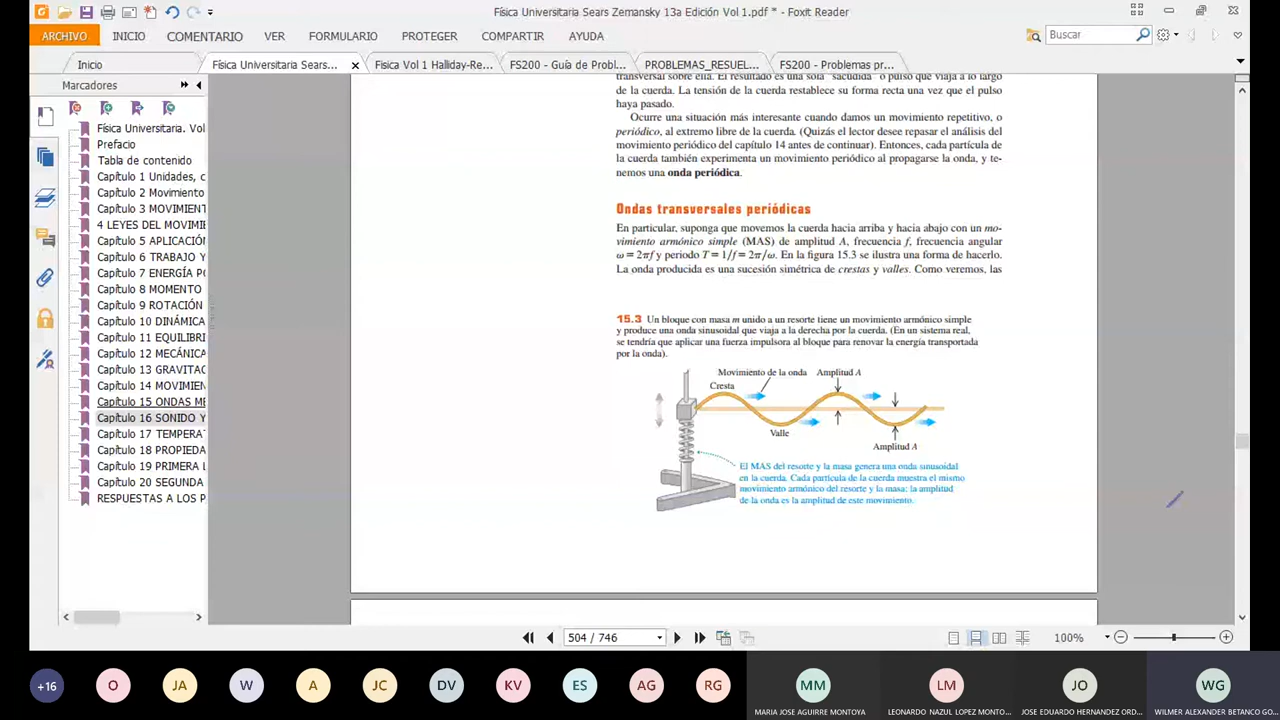 Física Universitaria Sears Zemansky 13a Edición Vol 1.pdf * - Foxit Reader
ARCHIVO INICIO COMENTARIO VER FORMULARIO PROTEGER COMPARTIR AYUDA
Buscar
Inicio
Física Universitaria Sears...
Fisica Vol 1 Halliday-Re...
FS200 - Guía de Probl...
PROBLEMAS_RESUEL...
FS200 - Problemas pr...
Marcadores
Física Universitaria. Vol
Prefacio
Tabla de contenido
Capítulo 1 Unidades, c
Capítulo 2 Movimiento
Capítulo 3 MOVIMIENT
4 LEYES DEL MOVIMIE
Capítulo 5 APLICACIÓN
Capítulo 6 TRABAJO Y
Capítulo 7 ENERGÍA PO
Capítulo 8 MOMENTO
Capítulo 9 ROTACIÓN
Capítulo 10 DINÁMICA
Capítulo 11 EQUILIBRI
Capítulo 12 MECÁNICA
Capítulo 13 GRAVITAC
Capítulo 14 MOVIMIEN
Capítulo 15 ONDAS ME
Capítulo 16 SONIDO Y
Capítulo 17 TEMPERAT
Capítulo 18 PROPIEDA
Capítulo 19 PRIMERA L
Capítulo 20 SEGUNDA
RESPUESTAS A LOS P
transversal sobre ella. El resultado es una sola "sacudida" o pulso que viaja a lo largo
de la cuerda. La tensión de la cuerda restablece su forma recta una vez que el pulso
haya pasado.
Ocurre una situación más interesante cuando damos un movimiento repetitivo, o
periódico, al extremo libre de la cuerda. (Quizás el lector desee repasar el análisis del
movimiento periódico del capítulo 14 antes de continuar). Entonces, cada partícula de
la cuerda también experimenta un movimiento periódico al propagarse la onda, y te-
nemos una onda periódica.
Ondas transversales periódicas
En particular, suponga que movemos la cuerda hacia arriba y hacia abajo con un mo-
vimiento armónico simple (MAS) de amplitud A, frecuencia f, frecuencia angular
ω = 2πf y periodo T = 1/f = 2π/ω. En la figura 15.3 se ilustra una forma de hacerlo.
La onda producida es una sucesión simétrica de crestas y valles. Como veremos, las
15.3 Un bloque con masa m unido a un resorte tiene un movimiento armónico simple
y produce una onda sinusoidal que viaja a la derecha por la cuerda. (En un sistema real,
se tendría que aplicar una fuerza impulsora al bloque para renovar la energía transportada
por la onda).
Movimiento de la onda
Amplitud A
Cresta
Valle
Amplitud A
El MAS del resorte y la masa genera una onda sinusoidal
en la cuerda. Cada partícula de la cuerda muestra el mismo
movimiento armónico del resorte y la masa; la amplitud
de la onda es la amplitud de este movimiento.
504 / 746
100%
+16 O JA W A JC DV KV ES AG RG MM LM JO WG
MARIA JOSE AGUIRRE MONTOYA
LEONARDO NAZUL LOPEZ MONTO...
JOSE EDUARDO HERNANDEZ ORD...
WILMER ALEXANDER BETANCO GO...